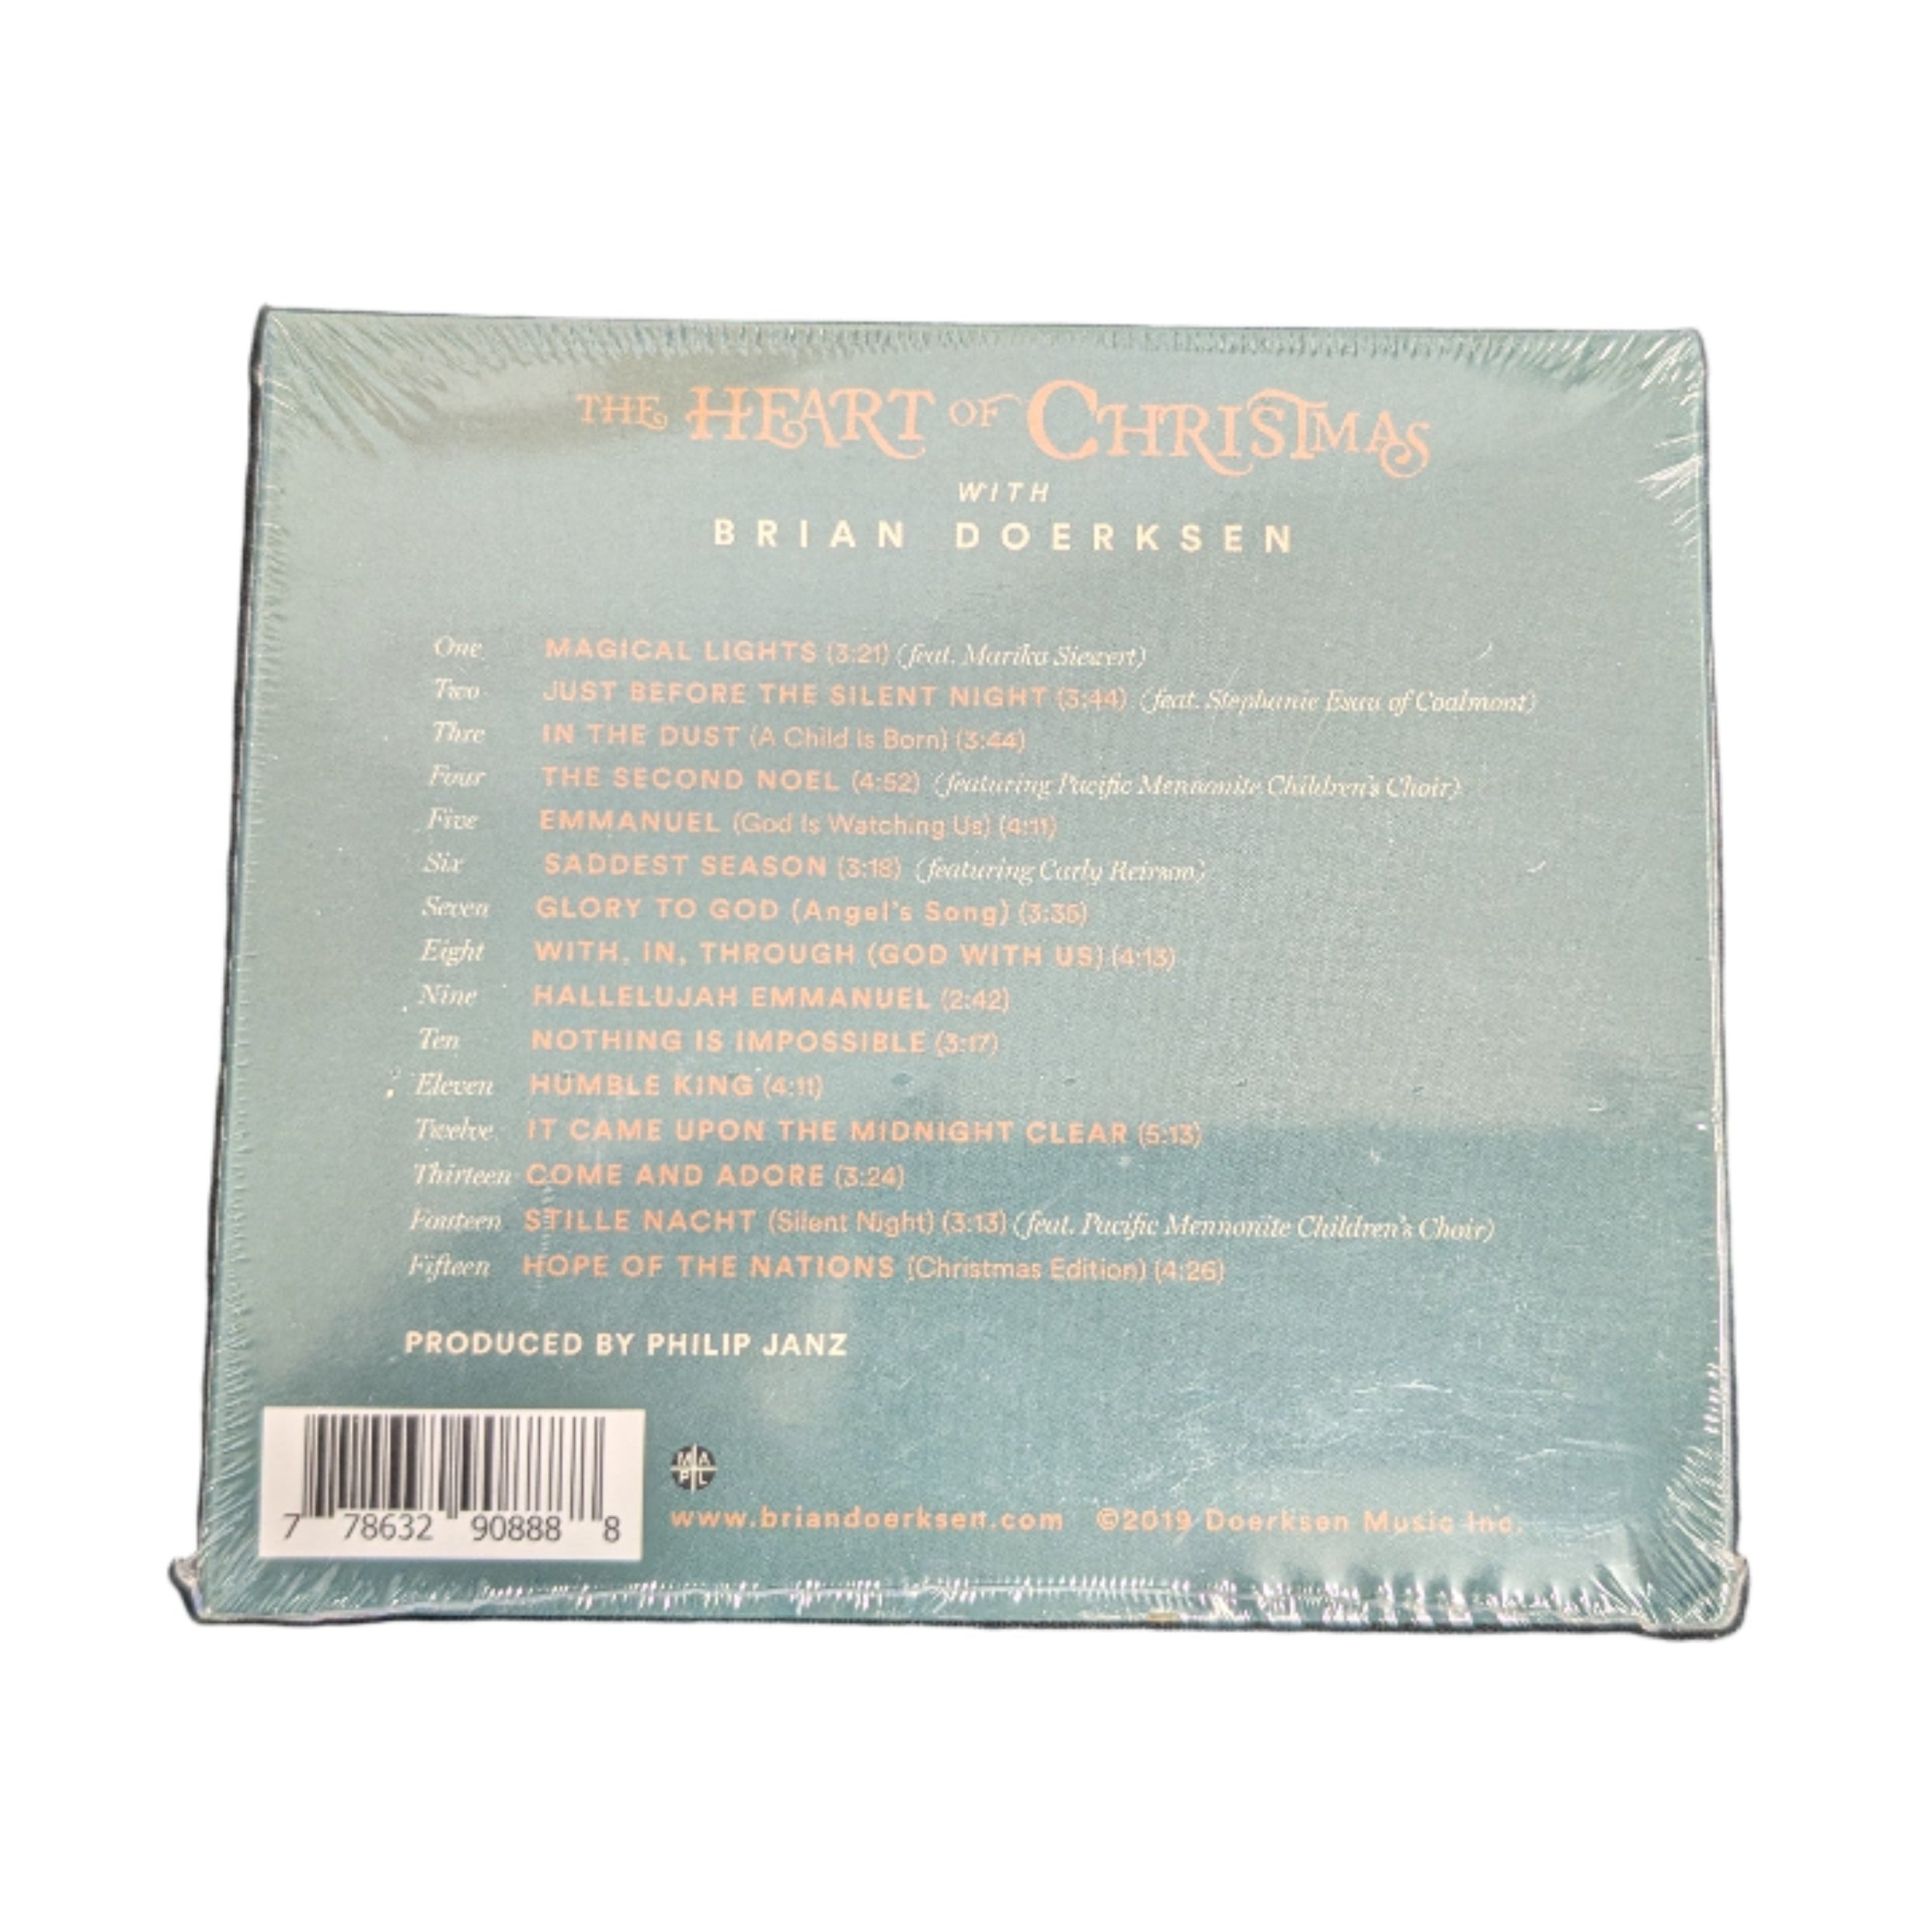 THE HEART OF CHRISTMAS
WITH
BRIAN DOERKSEN
One MAGICAL LIGHTS (3:21) (feat. Marika Siewert)
Two JUST BEFORE THE SILENT NIGHT (3:44) (feat. Stephanie Esau of Coalmont)
Thre IN THE DUST (A Child Is Born) (3:44)
Four THE SECOND NOEL (4:52) (featuring Pacific Mennonite Children's Choir)
Five EMMANUEL (God Is Watching Us) (4:11)
Six SADDEST SEASON (3:18) (featuring Carly Reirson)
Seven GLORY TO GOD (Angel's Song) (3:35)
Eight WITH, IN, THROUGH (GOD WITH US) (4:13)
Nine HALLELUJAH EMMANUEL (2:42)
Ten NOTHING IS IMPOSSIBLE (3:17)
Eleven HUMBLE KING (4:11)
Twelve IT CAME UPON THE MIDNIGHT CLEAR (5:13)
Thirteen COME AND ADORE (3:24)
Fouteen STILLE NACHT (Silent Night) (3:13) (feat. Pacific Mennonite Children's Choir)
Fifteen HOPE OF THE NATIONS (Christmas Edition) (4:26)
PRODUCED BY PHILIP JANZ
MA
PL
7 78632 90888 8
www.briandoerksen.com ©2019 Doerksen Music Inc.